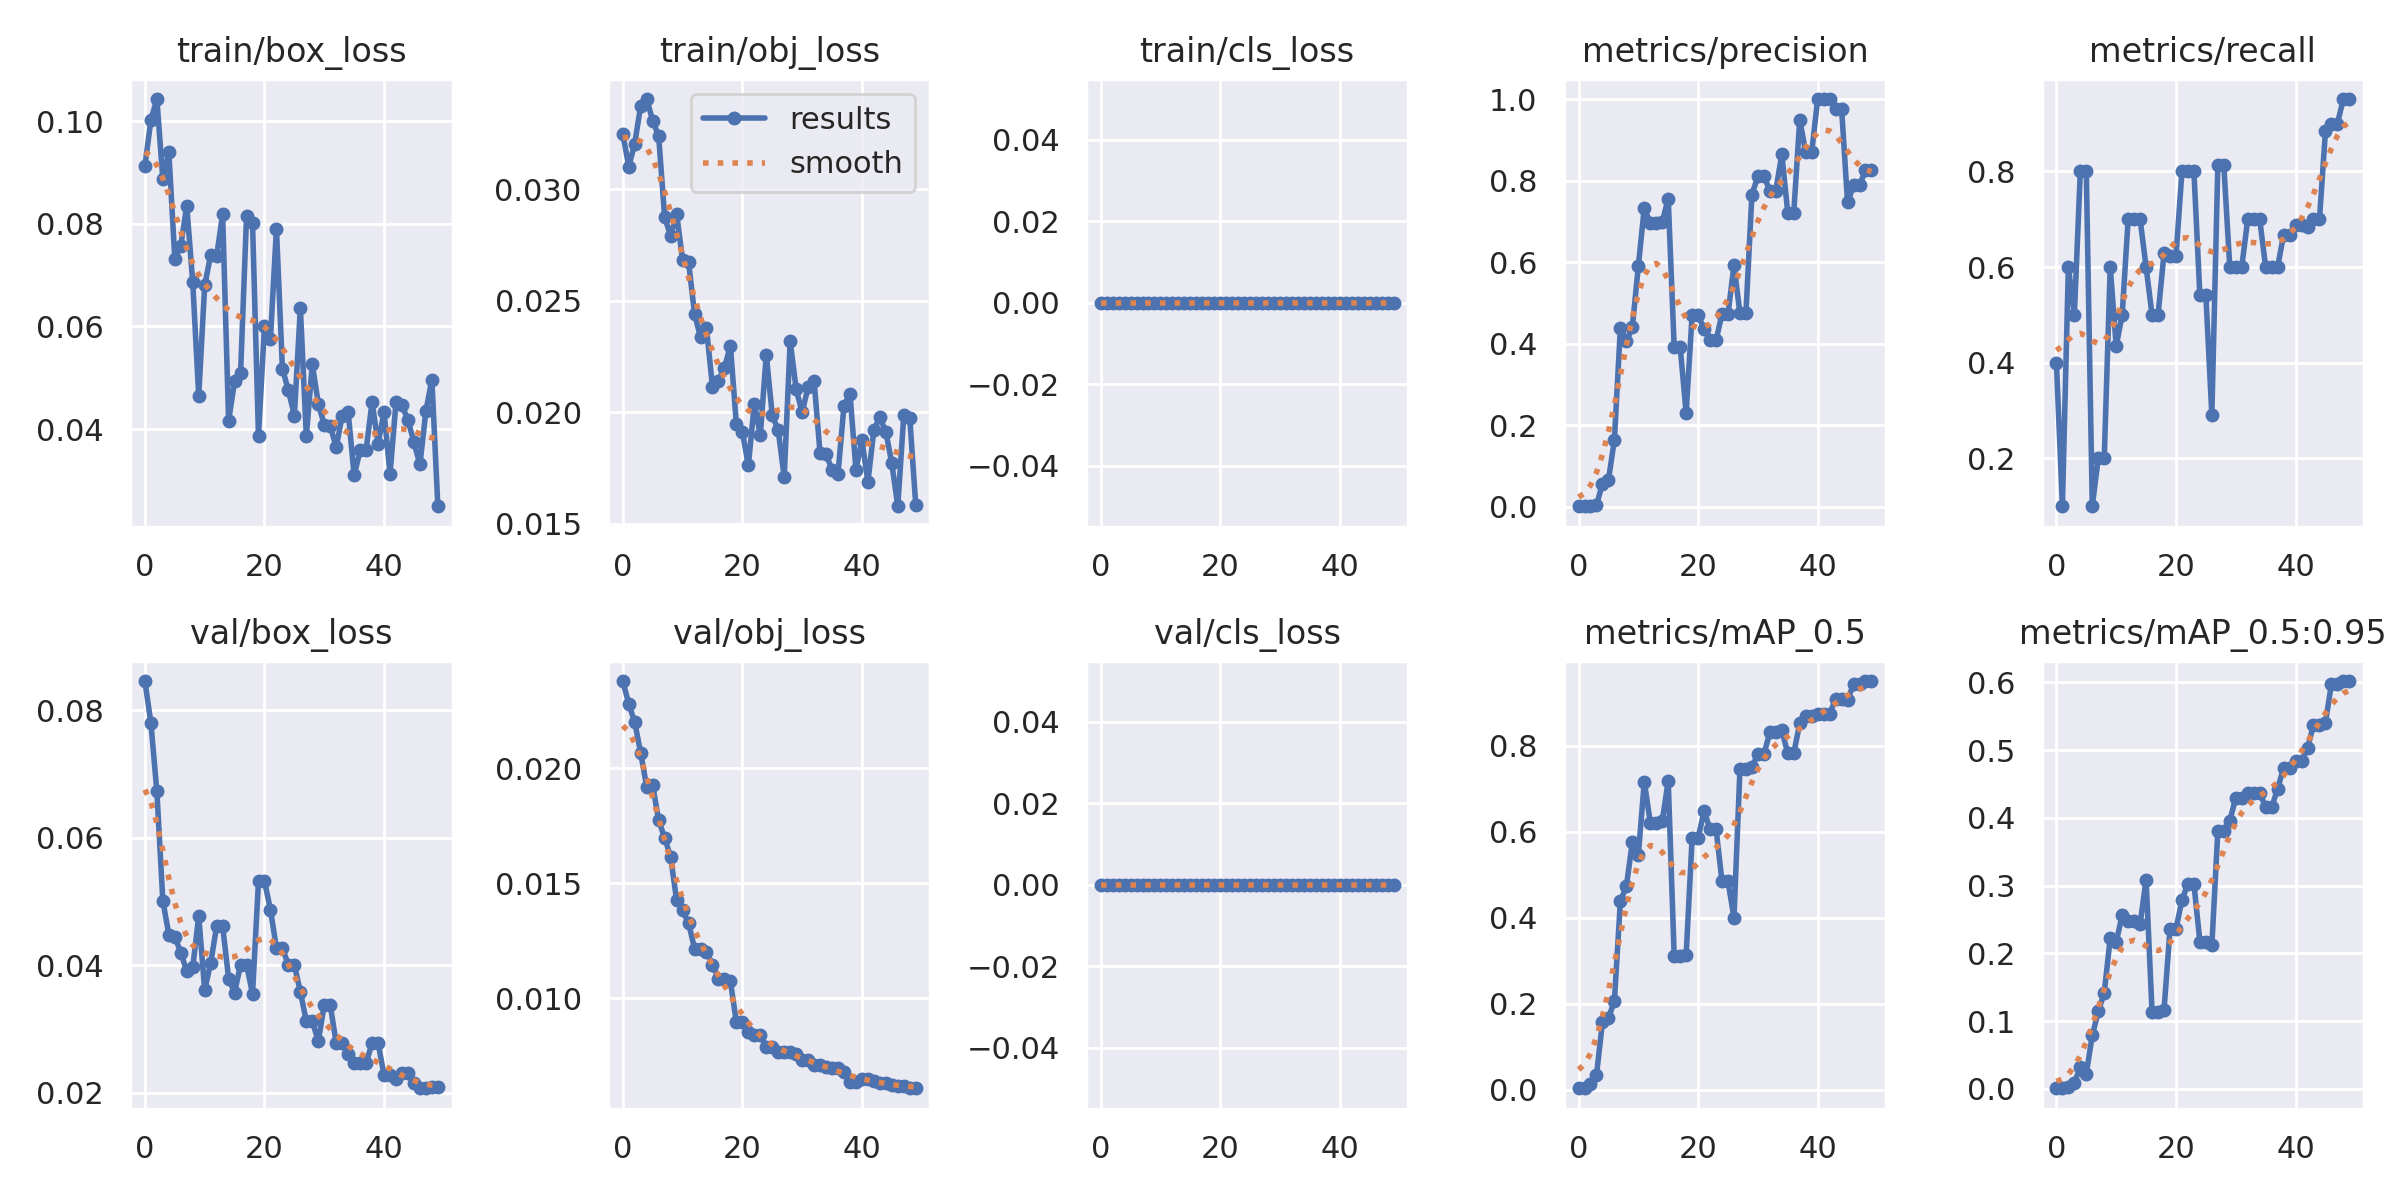 train/box_loss
train/obj_loss
train/cls_loss
metrics/precision
metrics/recall
0.10
0.08
0.06
0.04
0 20 40
results
smooth
0.030
0.025
0.020
0.015
0 20 40
0.04
0.02
0.00
−0.02
−0.04
0 20 40
1.0
0.8
0.6
0.4
0.2
0.0
0 20 40
0.8
0.6
0.4
0.2
0 20 40
val/box_loss
val/obj_loss
val/cls_loss
metrics/mAP_0.5
metrics/mAP_0.5:0.95
0.08
0.06
0.04
0.02
0 20 40
0.020
0.015
0.010
0 20 40
0.04
0.02
0.00
−0.02
−0.04
0 20 40
0.8
0.6
0.4
0.2
0.0
0 20 40
0.6
0.5
0.4
0.3
0.2
0.1
0.0
0 20 40